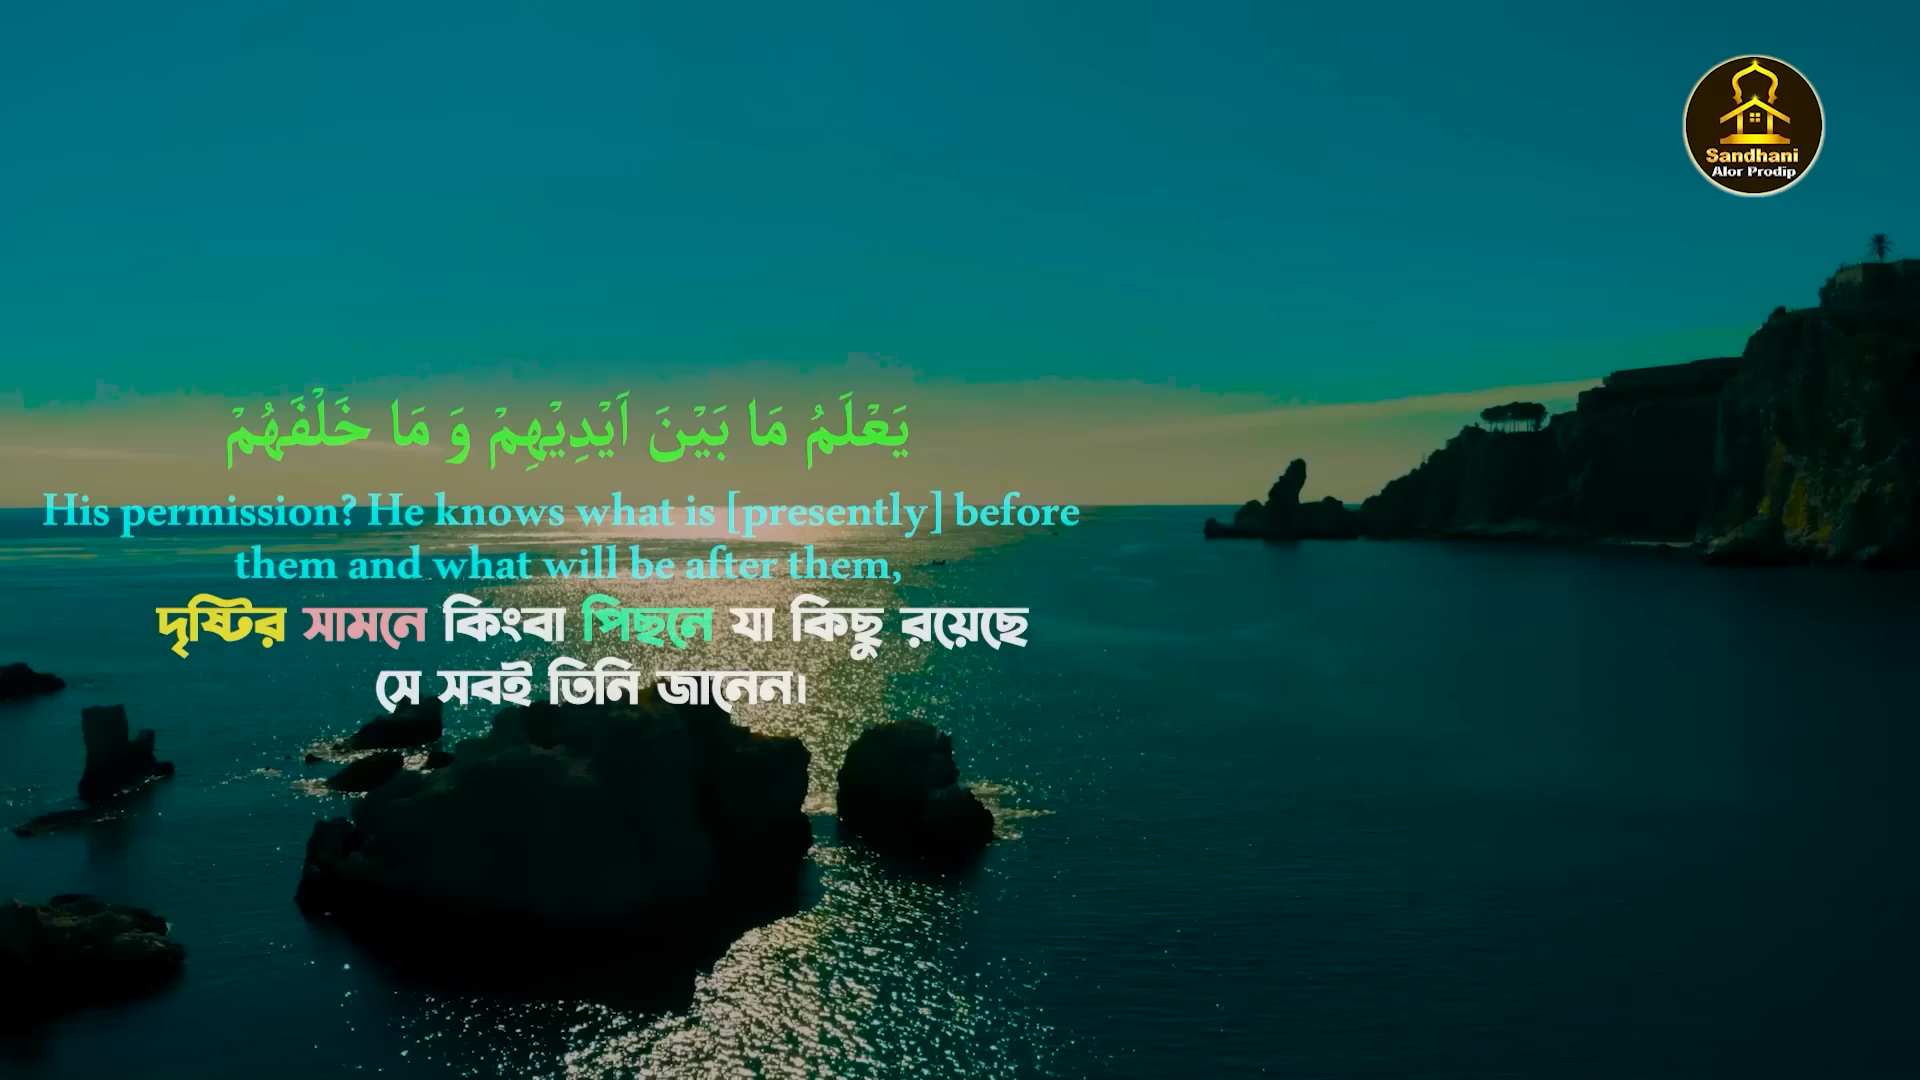 Sandhani
Alor Prodip
يَعْلَمُ مَا بَيْنَ اَيْدِيْهِمْ وَ مَا خَلْفَهُمْ
His permission? He knows what is [presently] before
them and what will be after them,
দৃষ্টির সামনে কিংবা পিছনে যা কিছু রয়েছে
সে সবই তিনি জানেন।